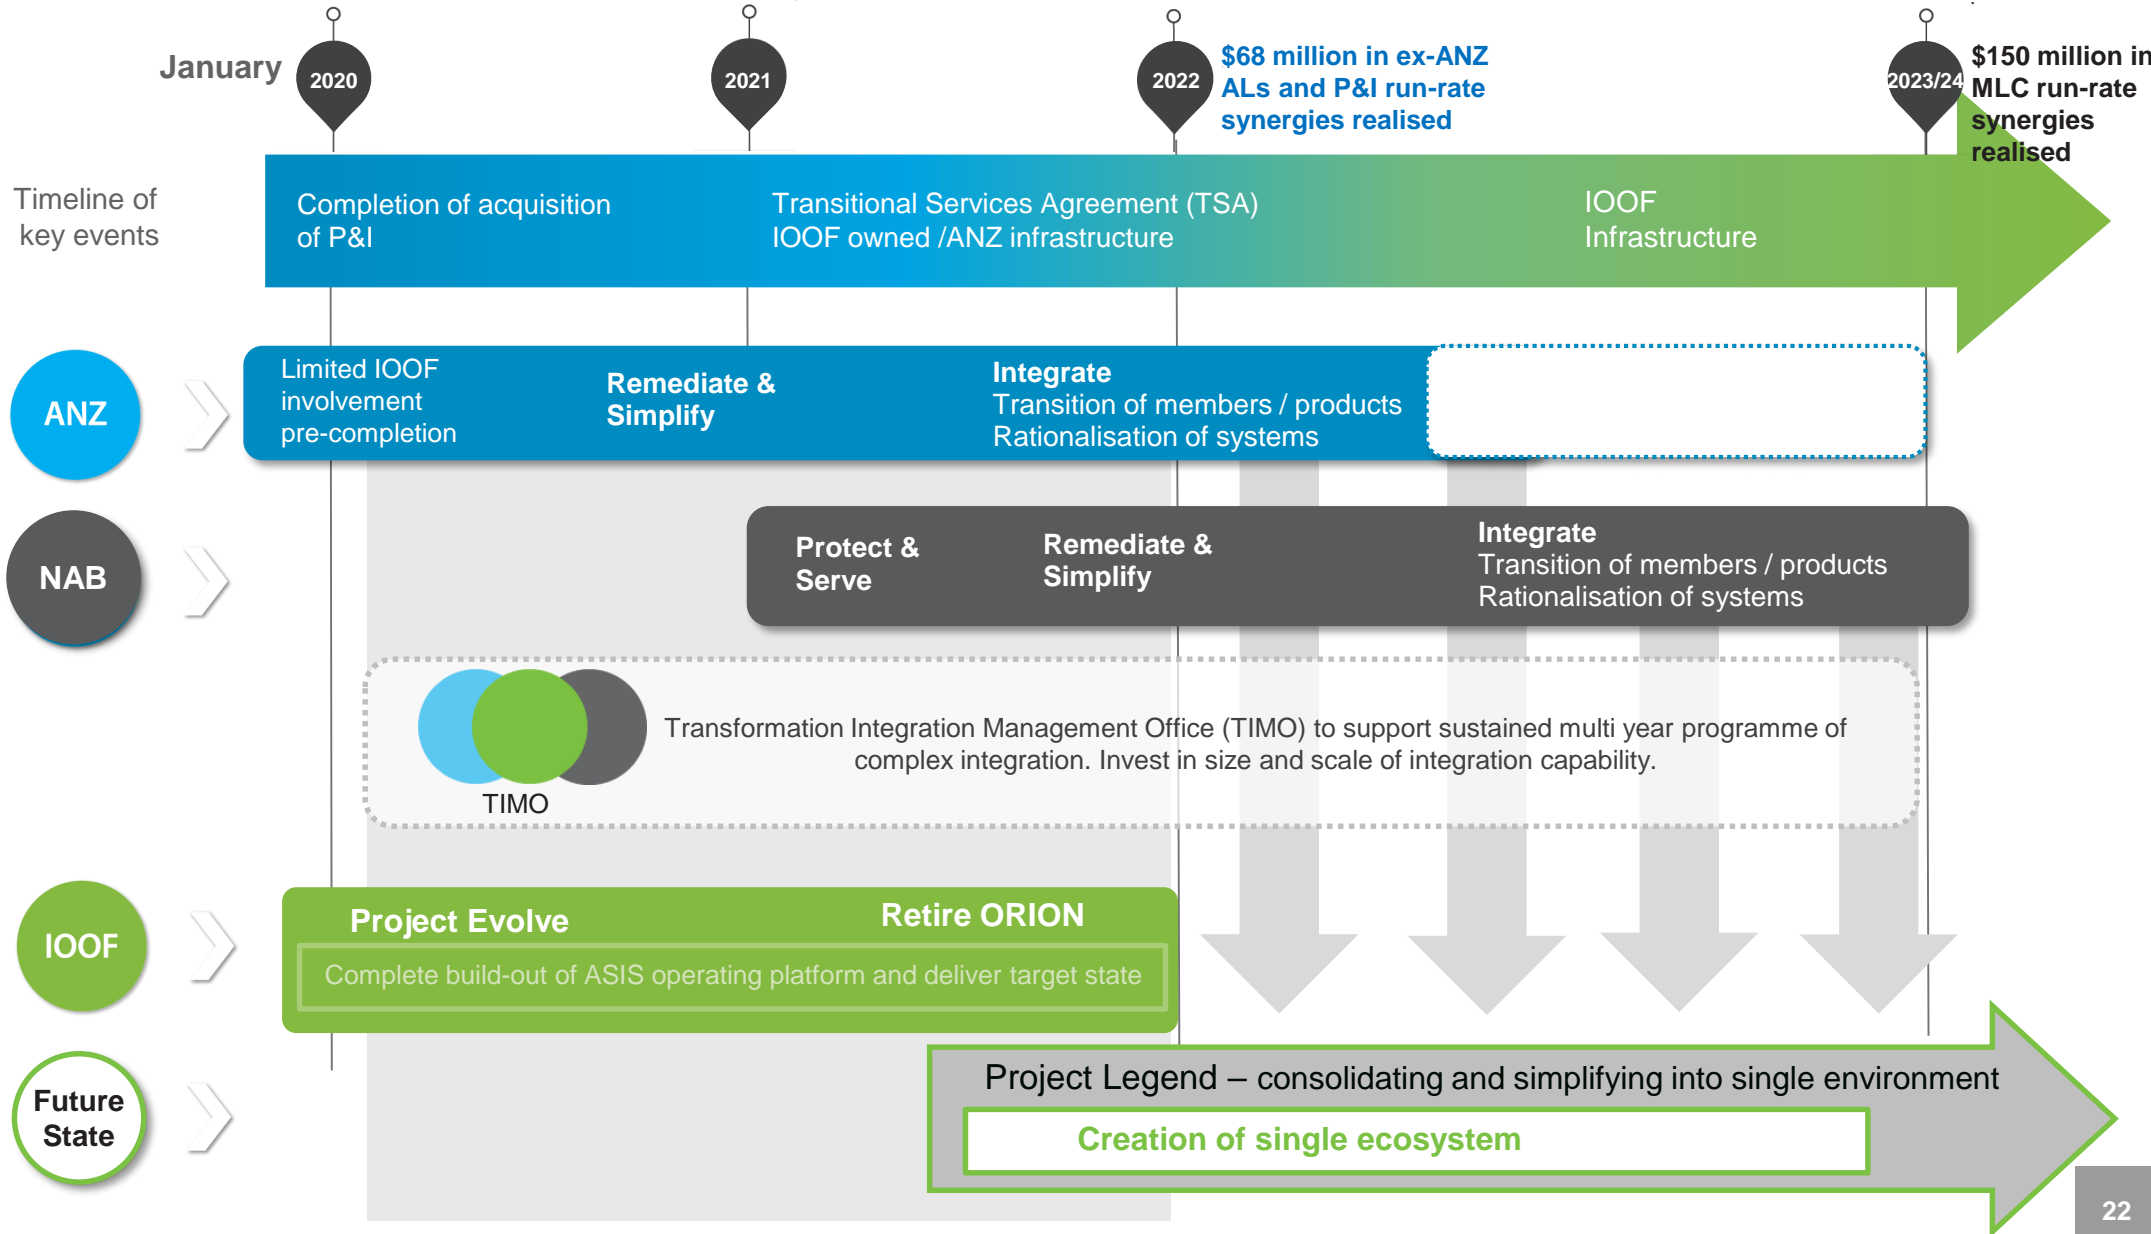 January
2020
2021
2022
$68 million in ex-ANZ
ALs and P&I run-rate
synergies realised
2023/24
$150 million in
MLC run-rate
synergies
realised
Timeline of
key events
Completion of acquisition
of P&I
Transitional Services Agreement (TSA)
IOOF owned /ANZ infrastructure
IOOF
Infrastructure
ANZ
Limited IOOF
involvement
pre-completion
Remediate &
Simplify
Integrate
Transition of members / products
Rationalisation of systems
NAB
Protect &
Serve
Remediate &
Simplify
Integrate
Transition of members / products
Rationalisation of systems
TIMO
Transformation Integration Management Office (TIMO) to support sustained multi year programme of
complex integration. Invest in size and scale of integration capability.
IOOF
Project Evolve
Retire ORION
Complete build-out of ASIS operating platform and deliver target state
Future
State
Project Legend – consolidating and simplifying into single environment
Creation of single ecosystem
22